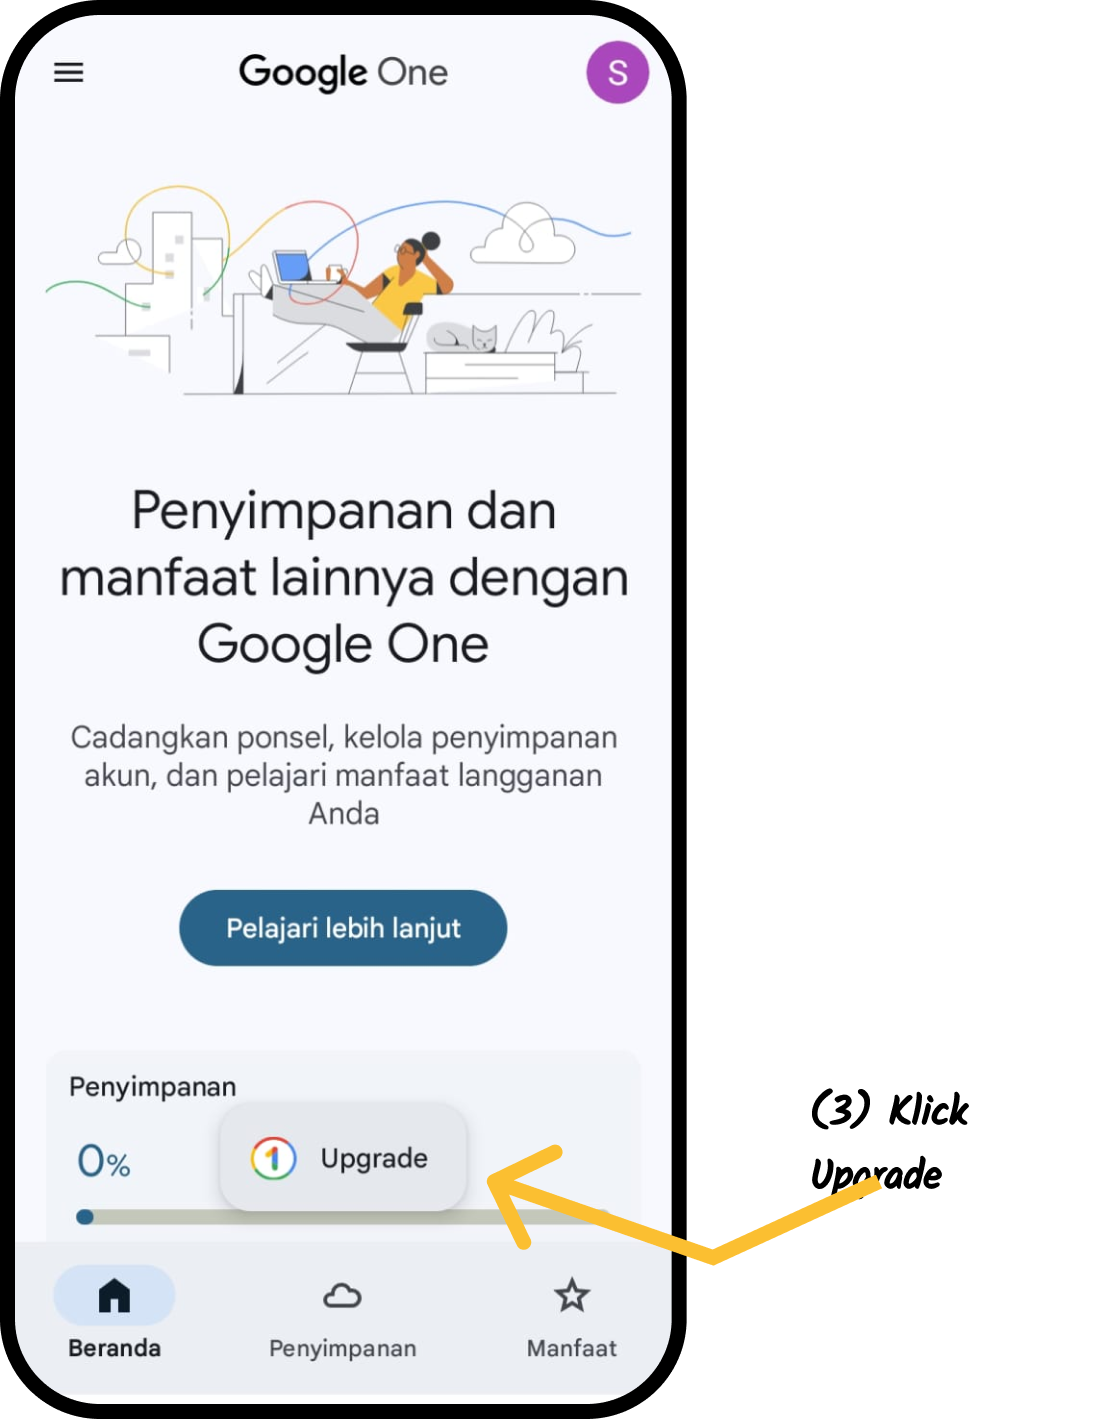 Google One
S
Penyimpanan dan
manfaat lainnya dengan
Google One
Cadangkan ponsel, kelola penyimpanan
akun, dan pelajari manfaat langganan
Anda
Pelajari lebih lanjut
Penyimpanan
0%
1 Upgrade
(3) Klick
Upgrade
Beranda Penyimpanan Manfaat